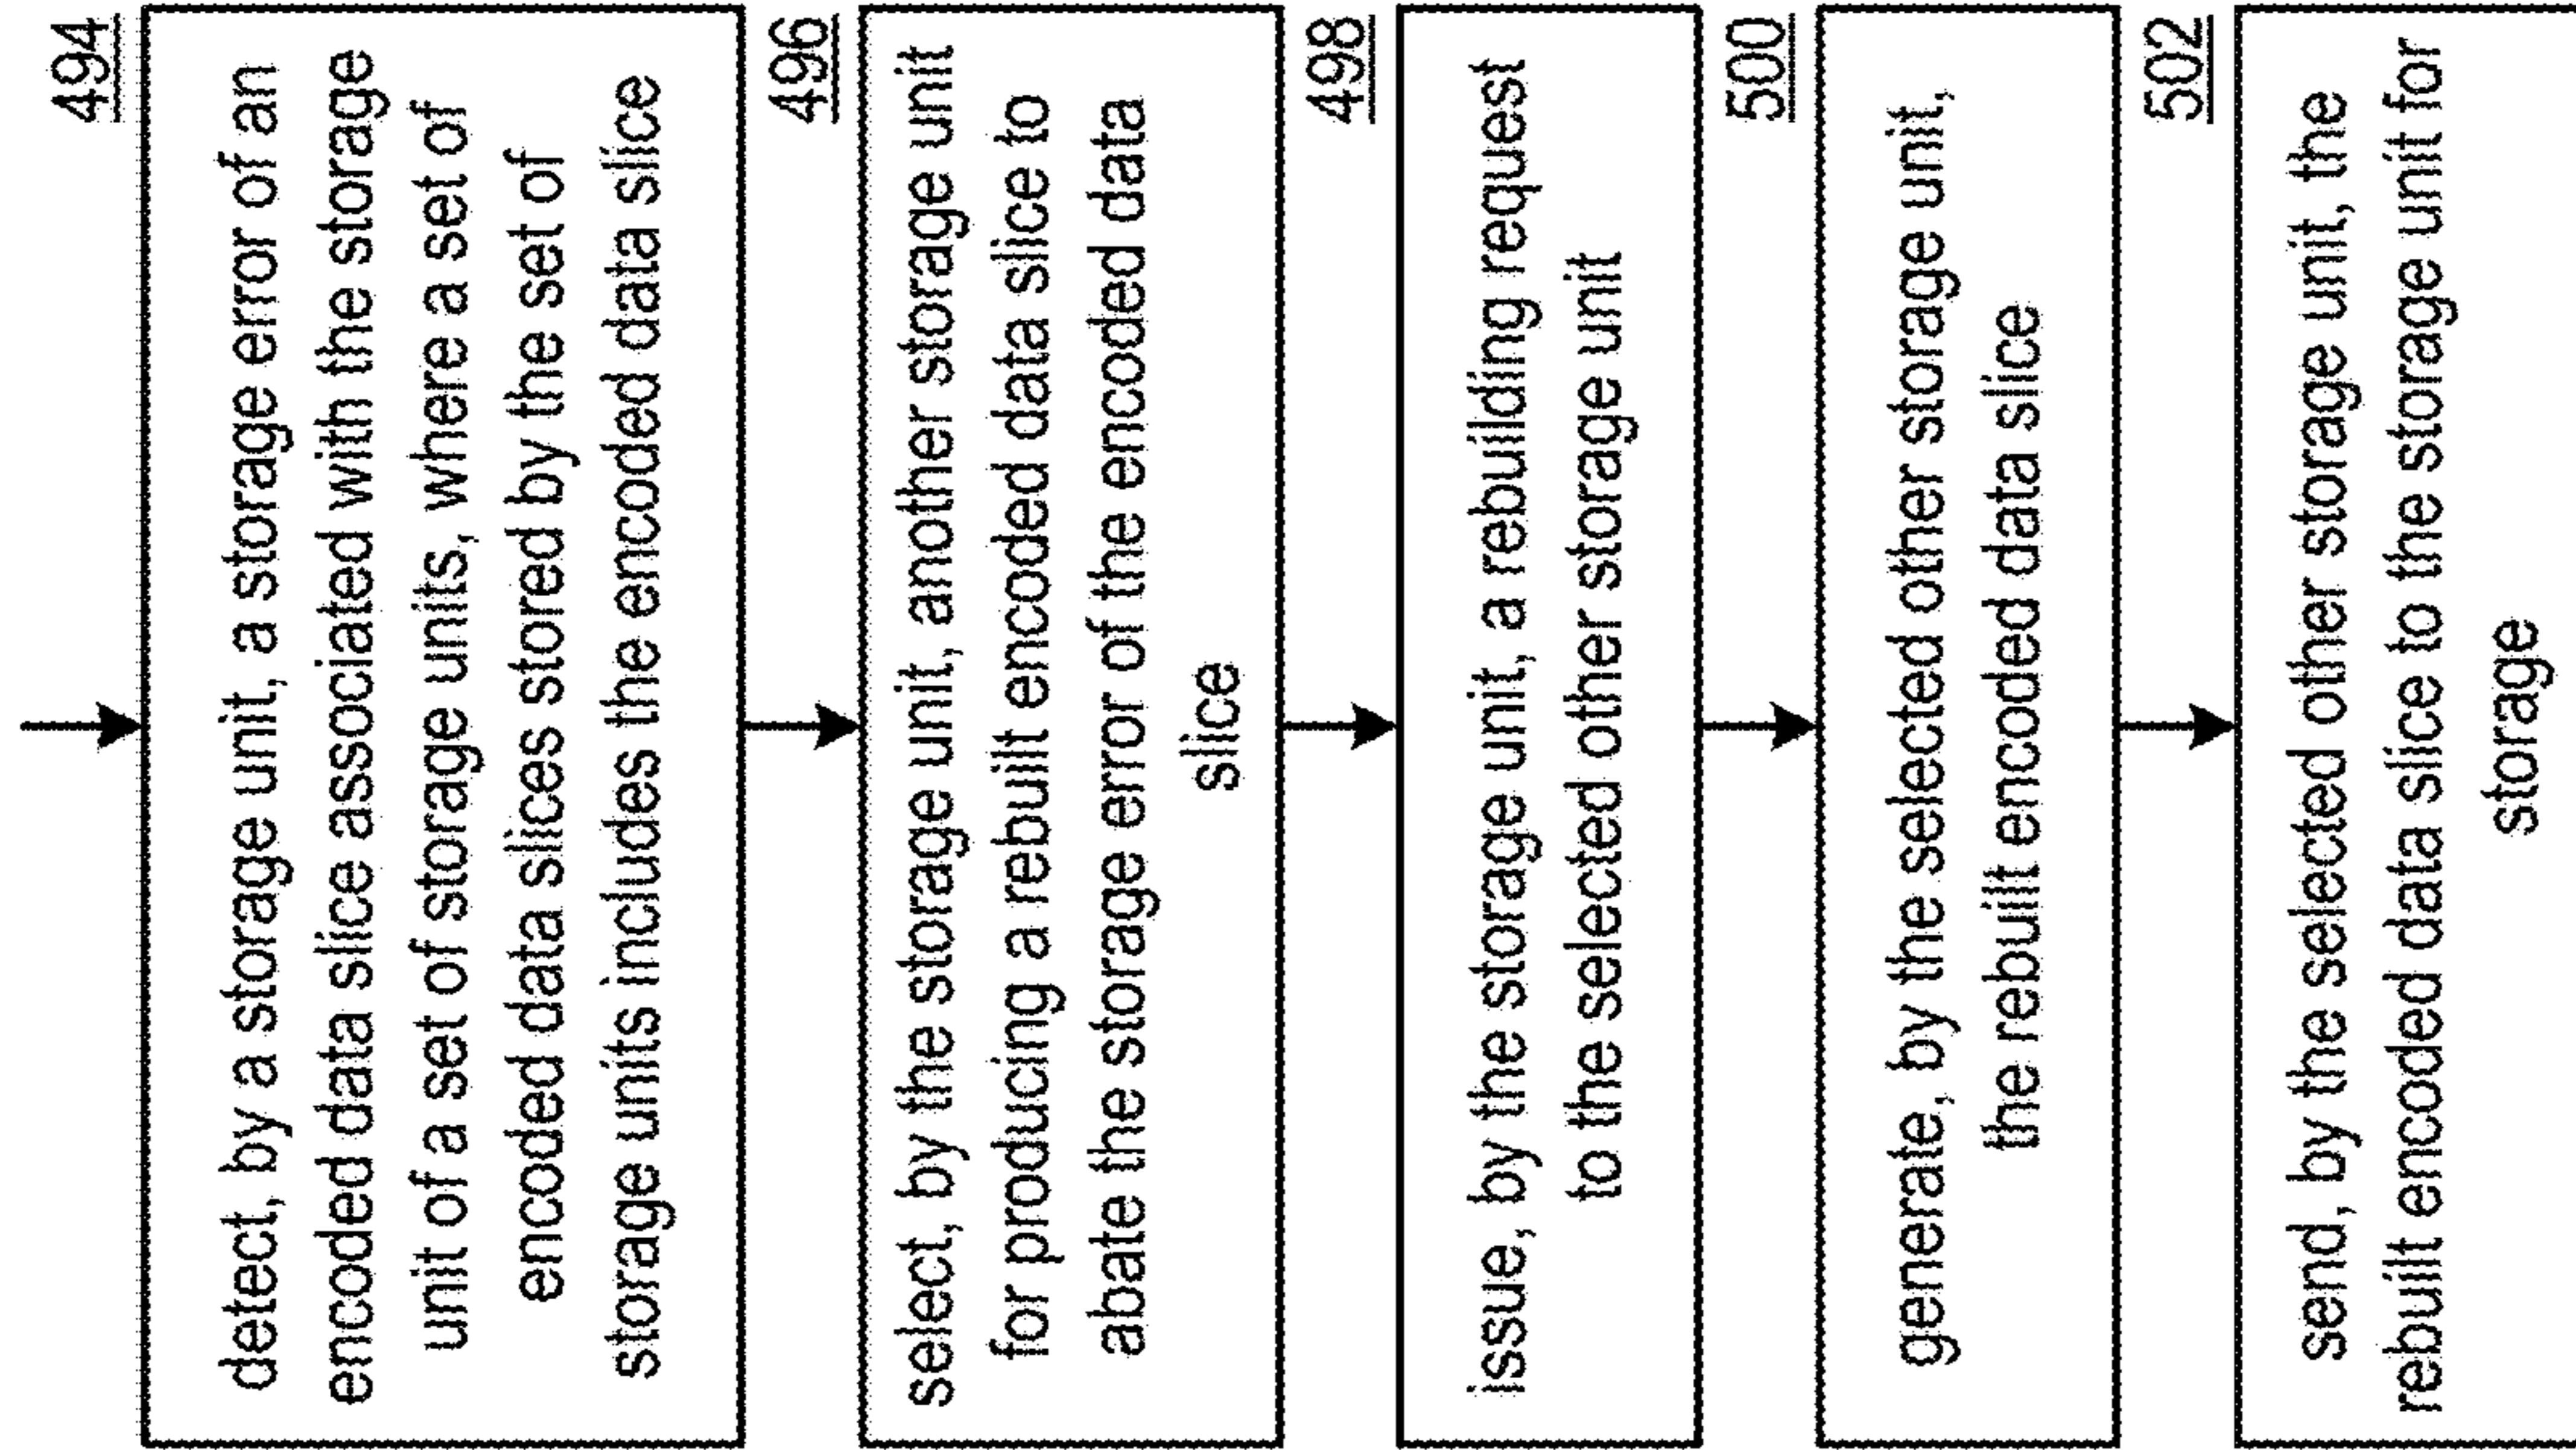 494
detect, by a storage unit, a storage error of an
encoded data slice associated with the storage
unit of a set of storage units, where a set of
encoded data slices stored by the set of
storage units includes the encoded data slice
496
select, by the storage unit, another storage unit
for producing a rebuilt encoded data slice to
abate the storage error of the encoded data
slice
498
issue, by the storage unit, a rebuilding request
to the selected other storage unit
500
generate, by the selected other storage unit,
the rebuilt encoded data slice
502
send, by the selected other storage unit, the
rebuilt encoded data slice to the storage unit for
storage